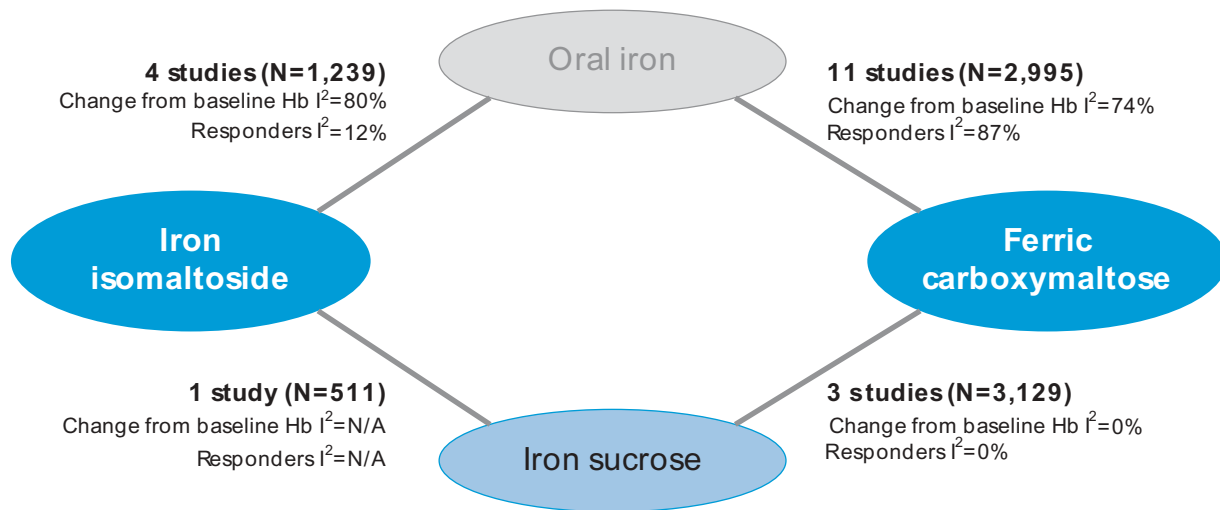 Oral iron
4 studies (N=1,239)
Change from baseline Hb I²=80%
Responders I²=12%
11 studies (N=2,995)
Change from baseline Hb I²=74%
Responders I²=87%
Iron
isomaltoside
Ferric
carboxymaltose
1 study (N=511)
Change from baseline Hb I²=N/A
Responders I²=N/A
3 studies (N=3,129)
Change from baseline Hb I²=0%
Responders I²=0%
Iron sucrose